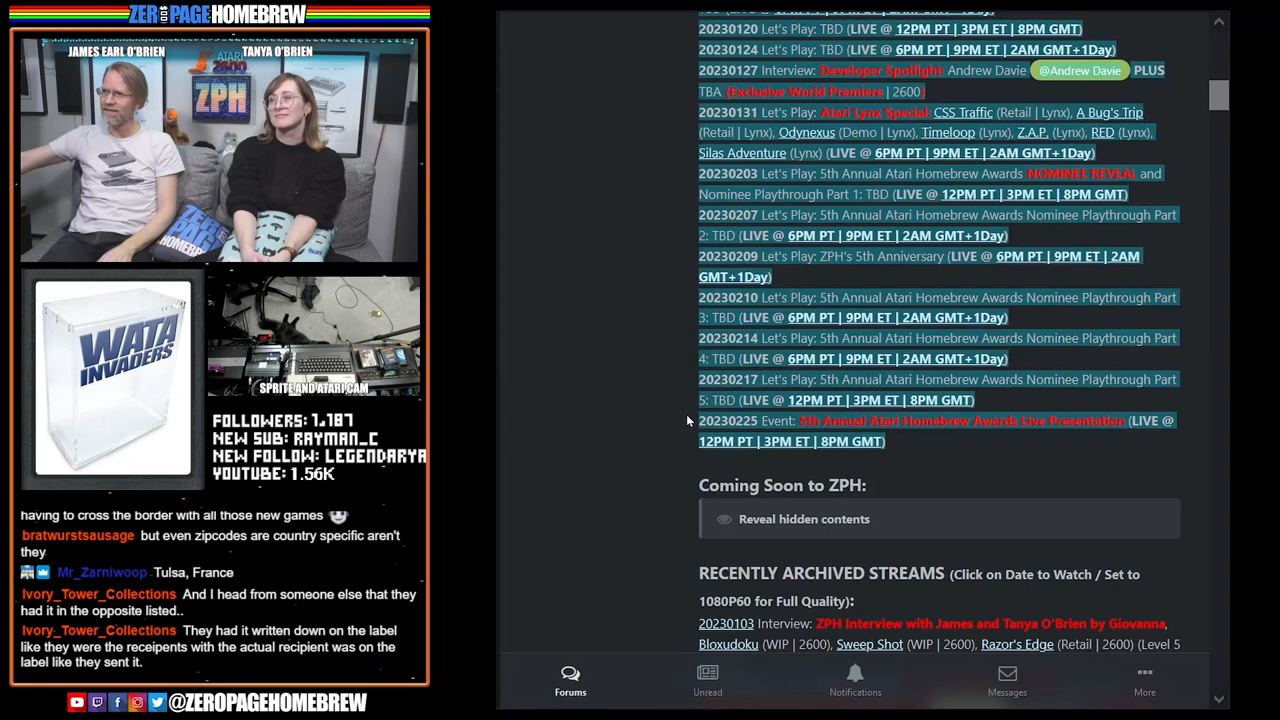 ZERO PAGE HOMEBREW
JAMES EARL O'BRIEN
TANYA O'BRIEN
ATARI
2600
ZPH
ZERO
PAGE
HOMEBREW
WATA
INVADERS
SPRITE AND ATARI CAM
FOLLOWERS: 1,187
NEW SUB: RAYMAN_C
NEW FOLLOW: LEGENDARYA
YOUTUBE: 1.56K
having to cross the border with all those new games
bratwurstsausage but even zipcodes are country specific aren't
they
Mr_Zarniwoop Tulsa, France
Ivory_Tower_Collections And I head from someone else that they
had it in the opposite listed..
Ivory_Tower_Collections They had it written down on the label
like they were the receipents with the actual recipient was on the
label like they sent it.
@ZEROPAGEHOMEBREW
20230120 Let's Play: TBD (LIVE @ 12PM PT | 3PM ET | 8PM GMT)
20230124 Let's Play: TBD (LIVE @ 6PM PT | 9PM ET | 2AM GMT+1Day)
20230127 Interview: Developer Spotlight: Andrew Davie @Andrew Davie PLUS
TBA (Exclusive World Premiere | 2600)
20230131 Let's Play: Atari Lynx Special: CSS Traffic (Retail | Lynx), A Bug's Trip
(Retail | Lynx), Odynexus (Demo | Lynx), Timeloop (Lynx), Z.A.P. (Lynx), RED (Lynx),
Silas Adventure (Lynx) (LIVE @ 6PM PT | 9PM ET | 2AM GMT+1Day)
20230203 Let's Play: 5th Annual Atari Homebrew Awards NOMINEE REVEAL and
Nominee Playthrough Part 1: TBD (LIVE @ 12PM PT | 3PM ET | 8PM GMT)
20230207 Let's Play: 5th Annual Atari Homebrew Awards Nominee Playthrough Part
2: TBD (LIVE @ 6PM PT | 9PM ET | 2AM GMT+1Day)
20230209 Let's Play: ZPH's 5th Anniversary (LIVE @ 6PM PT | 9PM ET | 2AM
GMT+1Day)
20230210 Let's Play: 5th Annual Atari Homebrew Awards Nominee Playthrough Part
3: TBD (LIVE @ 6PM PT | 9PM ET | 2AM GMT+1Day)
20230214 Let's Play: 5th Annual Atari Homebrew Awards Nominee Playthrough Part
4: TBD (LIVE @ 6PM PT | 9PM ET | 2AM GMT+1Day)
20230217 Let's Play: 5th Annual Atari Homebrew Awards Nominee Playthrough Part
5: TBD (LIVE @ 12PM PT | 3PM ET | 8PM GMT)
20230225 Event: 5th Annual Atari Homebrew Awards Live Presentation (LIVE @
12PM PT | 3PM ET | 8PM GMT)
Coming Soon to ZPH:
Reveal hidden contents
RECENTLY ARCHIVED STREAMS (Click on Date to Watch / Set to
1080P60 for Full Quality):
20230103 Interview: ZPH Interview with James and Tanya O'Brien by Giovanna,
Bloxudoku (WIP | 2600), Sweep Shot (WIP | 2600), Razor's Edge (Retail | 2600) (Level 5
Forums
Unread
Notifications
Messages
More